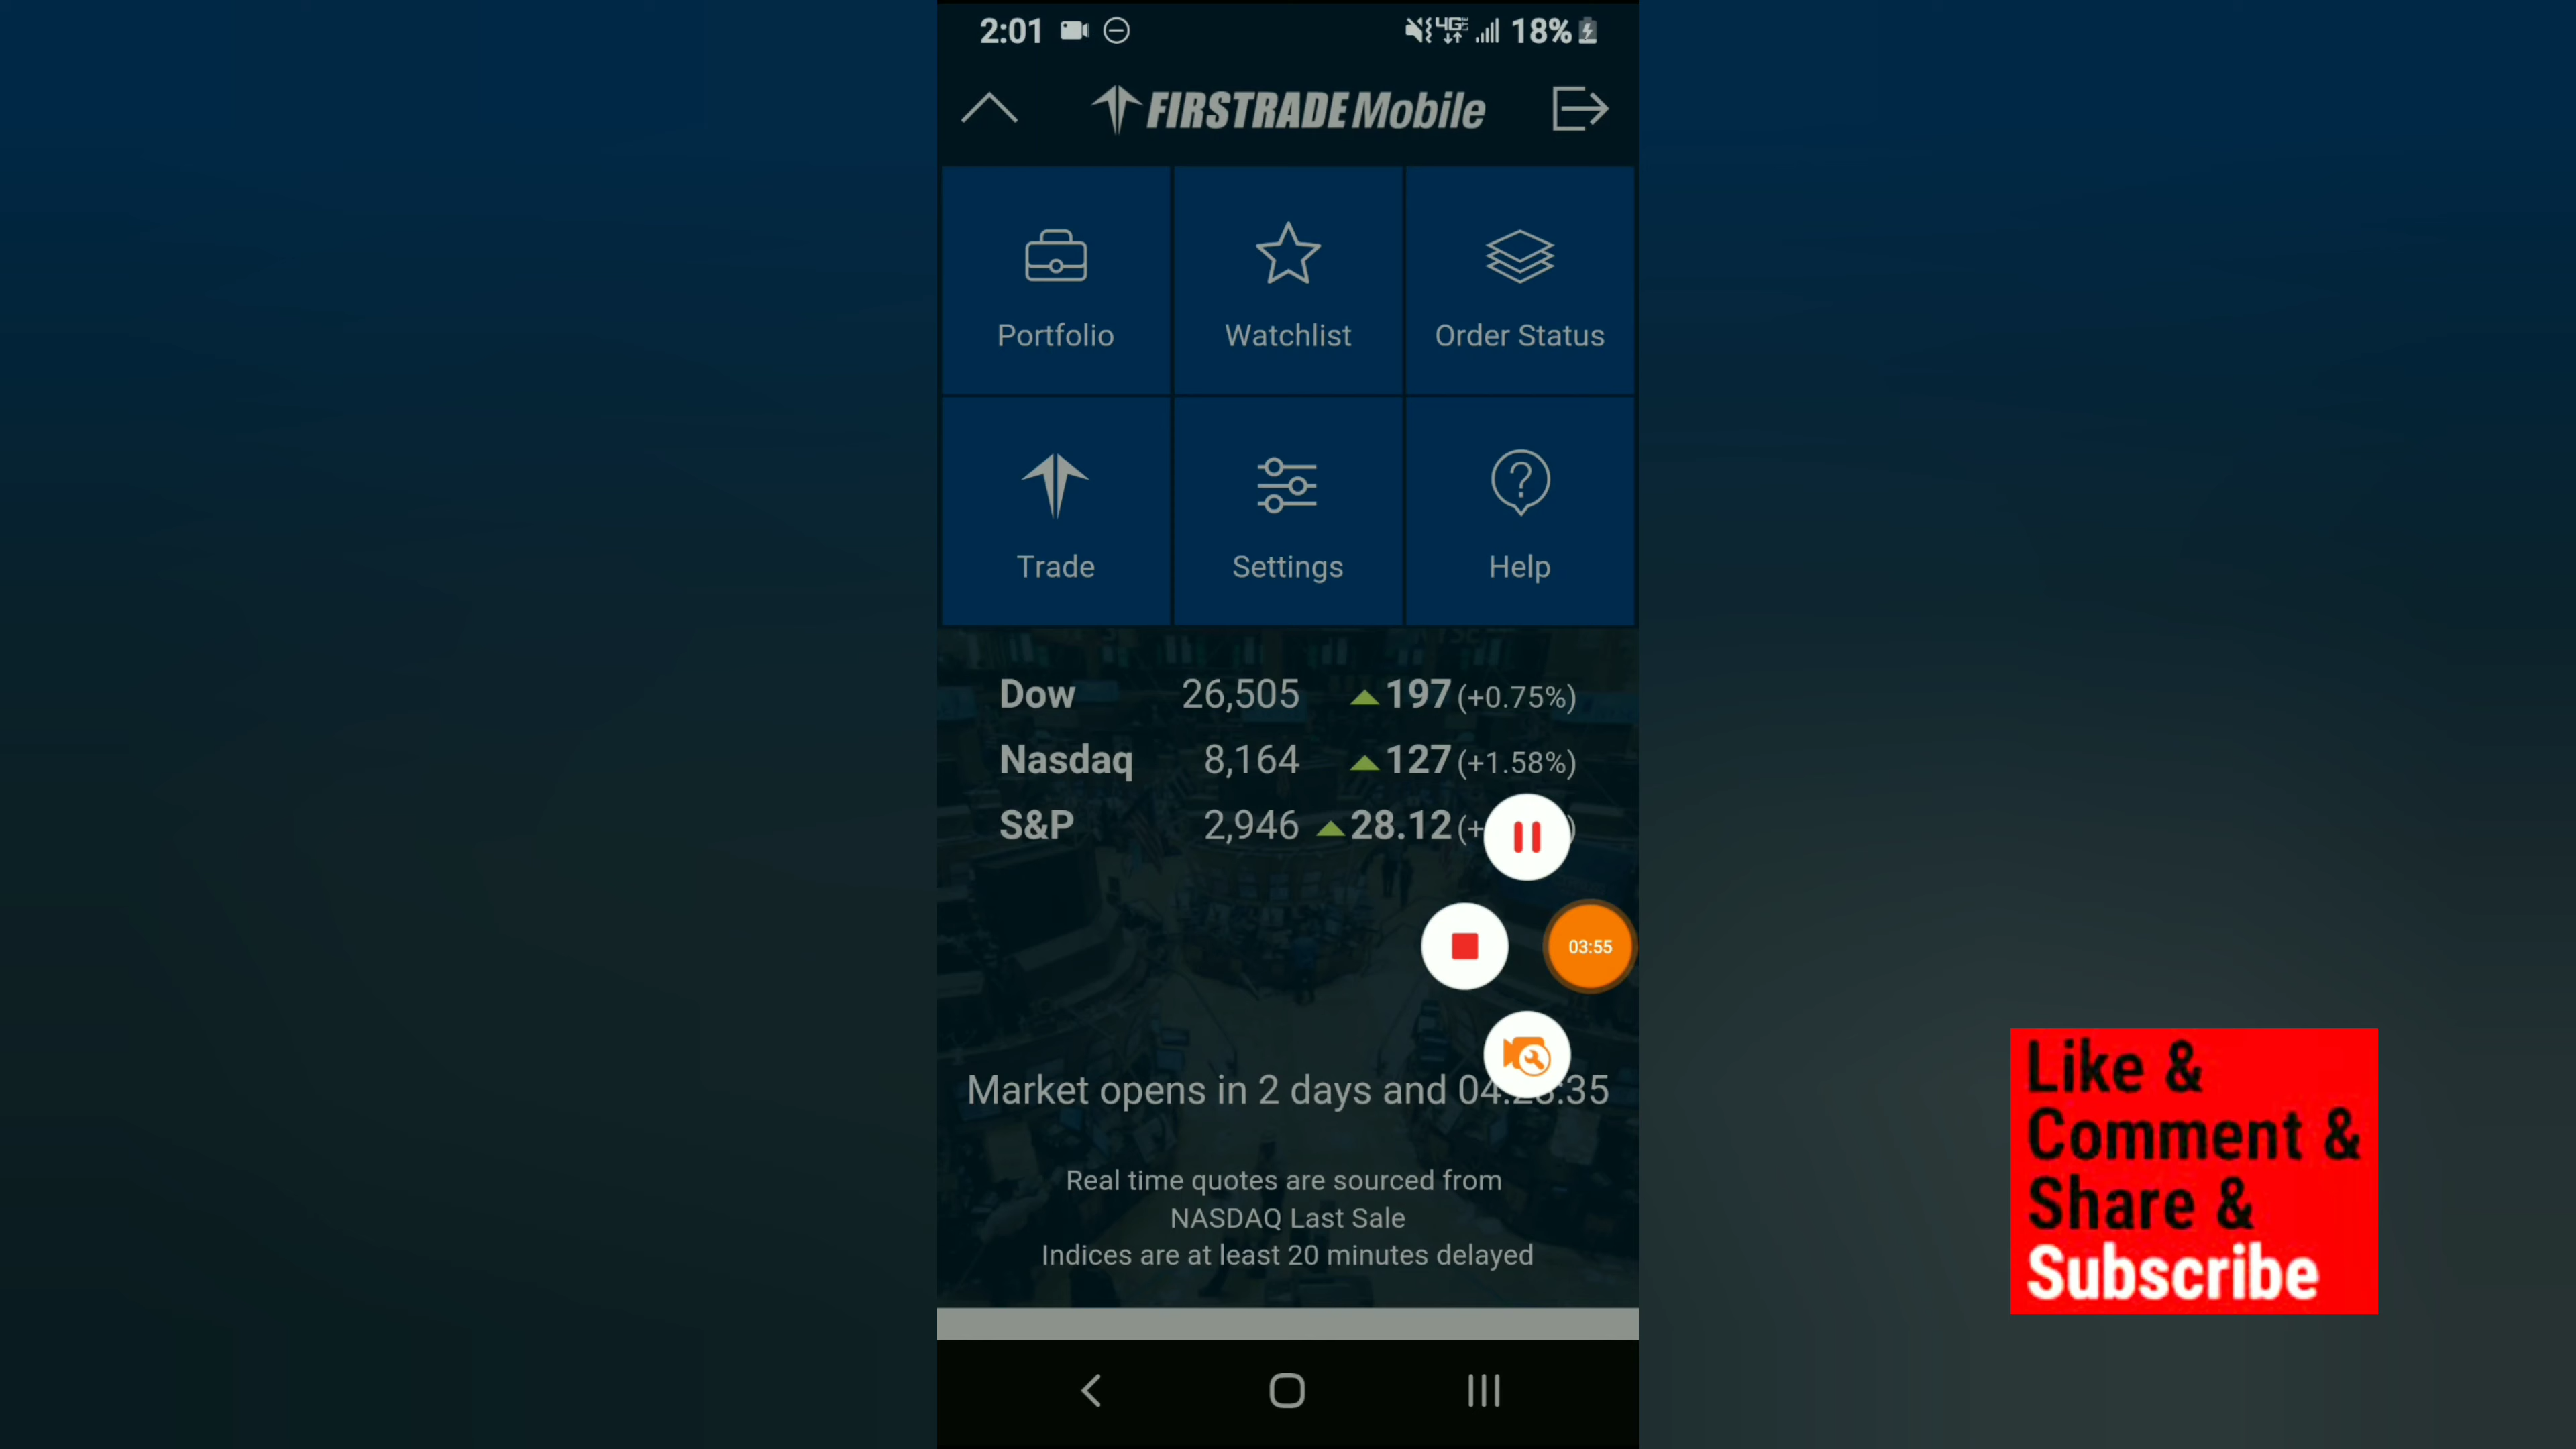 2:01 4G LTE 18%
FIRSTRADE Mobile
Portfolio Watchlist Order Status
Trade Settings Help
Dow 26,505 197 (+0.75%)
Nasdaq 8,164 127 (+1.58%)
S&P 2,946 28.12 (+
03:55
Market opens in 2 days and
Real time quotes are sourced from
NASDAQ Last Sale
Indices are at least 20 minutes delayed
Like &
Comment &
Share &
Subscribe